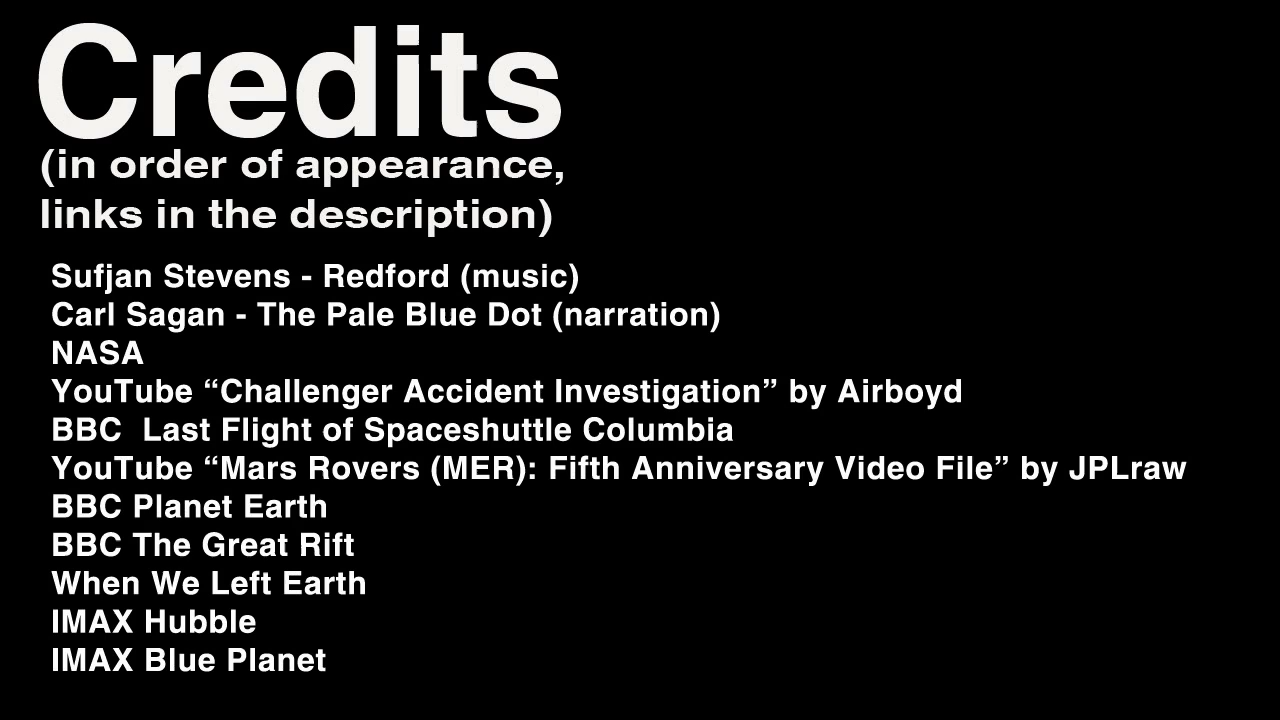 Credits
(in order of appearance,
links in the description)
Sufjan Stevens - Redford (music)
Carl Sagan - The Pale Blue Dot (narration)
NASA
YouTube “Challenger Accident Investigation” by Airboyd
BBC  Last Flight of Spaceshuttle Columbia
YouTube “Mars Rovers (MER): Fifth Anniversary Video File” by JPLraw
BBC Planet Earth
BBC The Great Rift
When We Left Earth
IMAX Hubble
IMAX Blue Planet